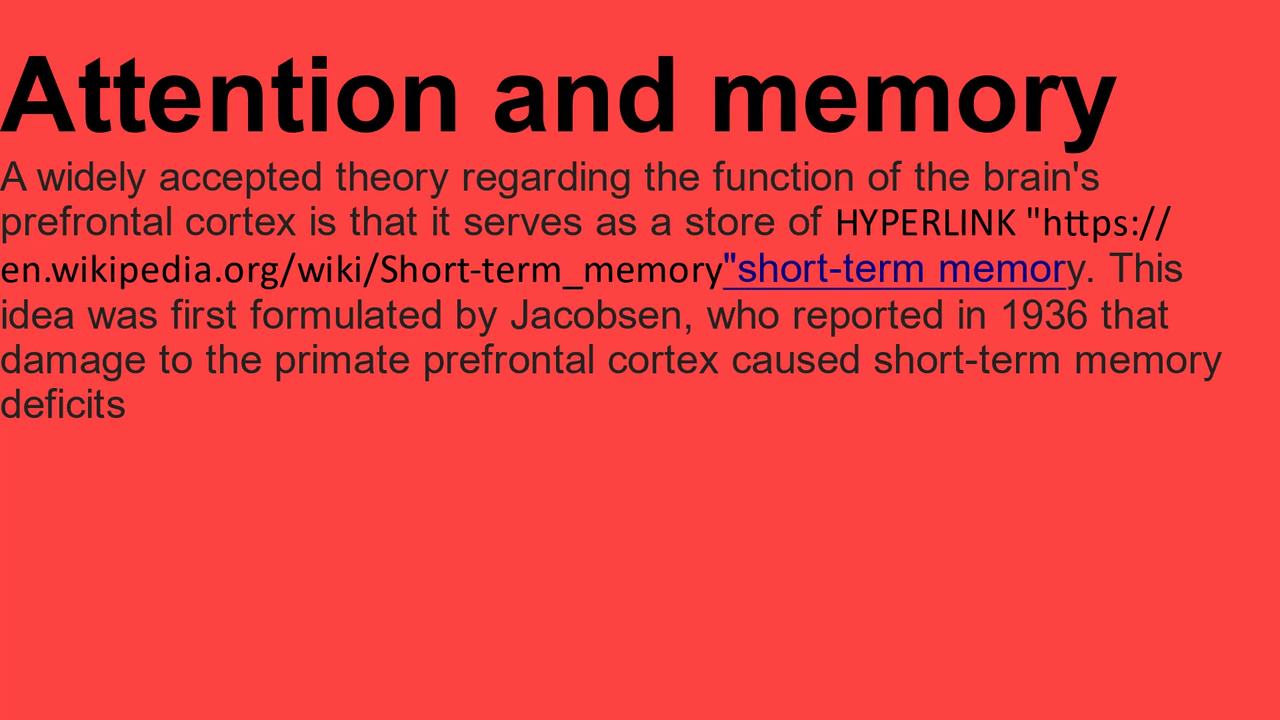 Attention and memory
A widely accepted theory regarding the function of the brain's
prefrontal cortex is that it serves as a store of HYPERLINK "https://
en.wikipedia.org/wiki/Short-term_memory"short-term memory. This
idea was first formulated by Jacobsen, who reported in 1936 that
damage to the primate prefrontal cortex caused short-term memory
deficits